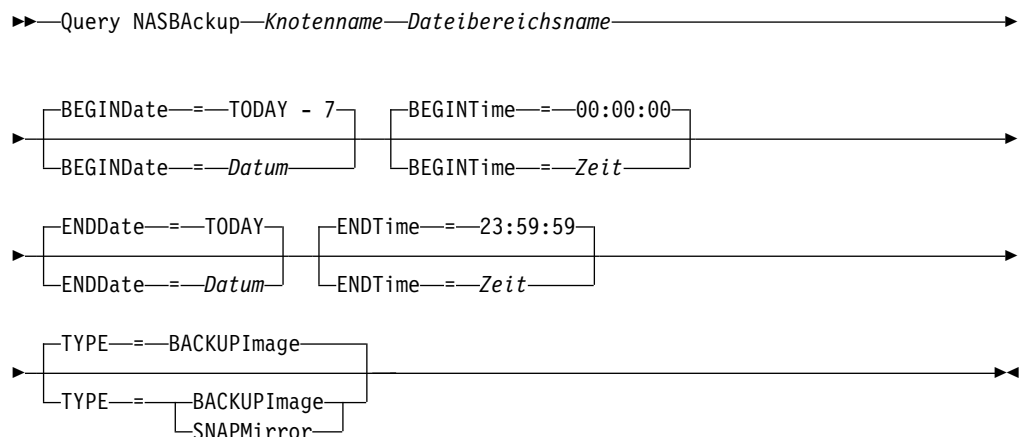 Query NASBAckup Knotenname Dateibereichsname
BEGINDate = TODAY - 7 BEGINTime = 00:00:00
BEGINDate = Datum BEGINTime = Zeit
ENDDate = TODAY ENDTime = 23:59:59
ENDDate = Datum ENDTime = Zeit
TYPE = BACKUPImage
TYPE = BACKUPImage
SNAPMirror